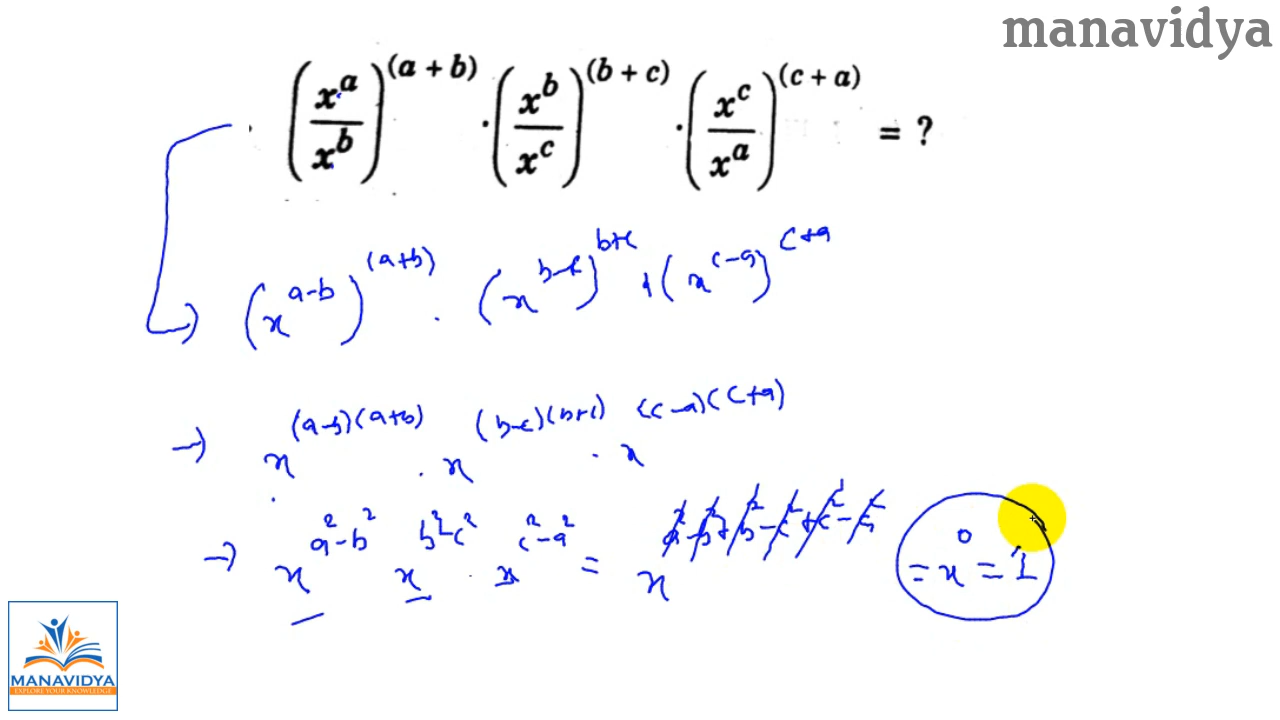 manavidya
(x^a/x^b)^(a + b) · (x^b/x^c)^(b + c) · (x^c/x^a)^(c + a) = ?
→ (x^a-b)^(a+b) . (x^b-c)^b+c . (x^c-a)^c+a
→ x^(a-b)(a+b) . x^(b-c)(b+c) . x^(c-a)(c+a)
→ x^a²-b² x^b²-c² . x^c²-a² = x^a²-b²+b²-c²+c²-a² = x^0 = 1
MANAVIDYA
EXPLORE YOUR KNOWLEDGE